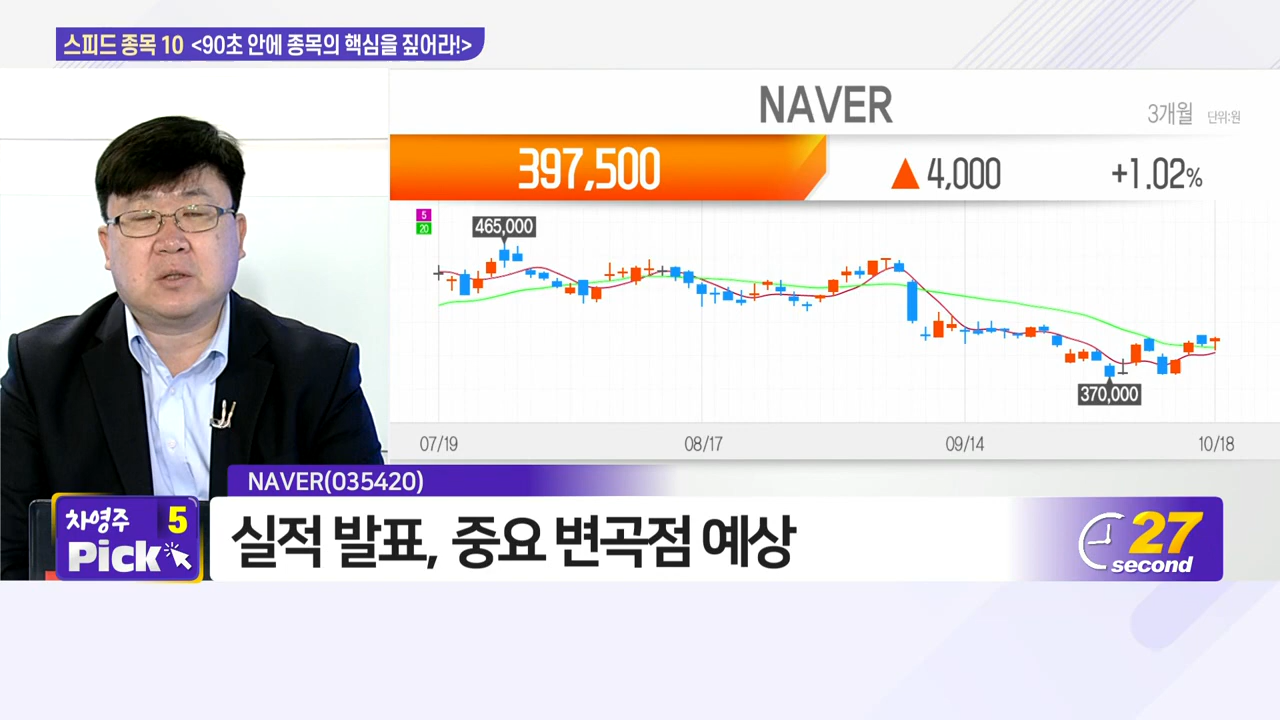 스피드 종목 10 <90초 안에 종목의 핵심을 짚어라!>
NAVER
3개월 단위:원
397,500 ▲ 4,000 +1.02%
5
20
465,000
370,000
07/19 08/17 09/14 10/18
NAVER(035420)
차영주 5
Pick
실적 발표, 중요 변곡점 예상
27
second